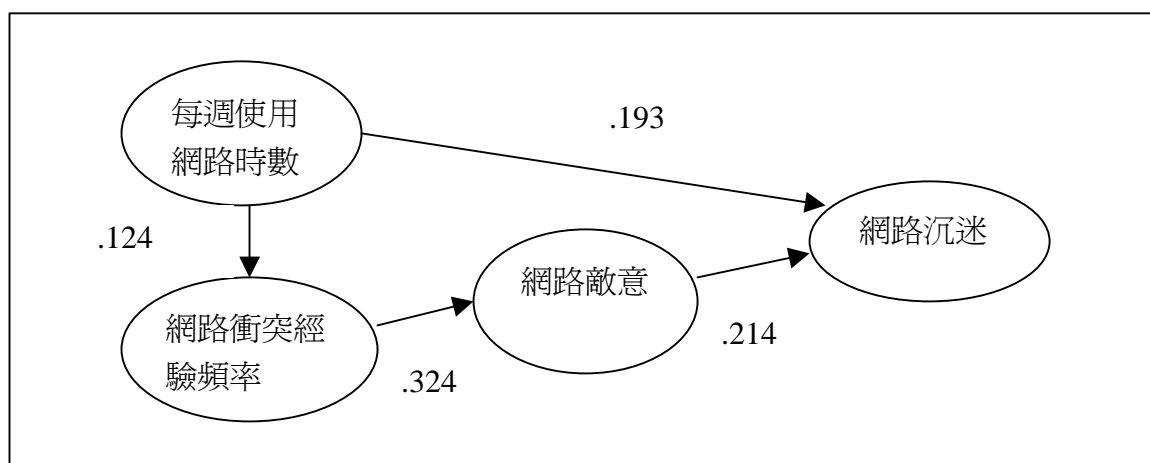 每週使用
網路時數
.193
.124
網路沉迷
網路敵意
網路衝突經
驗頻率
.324
.214